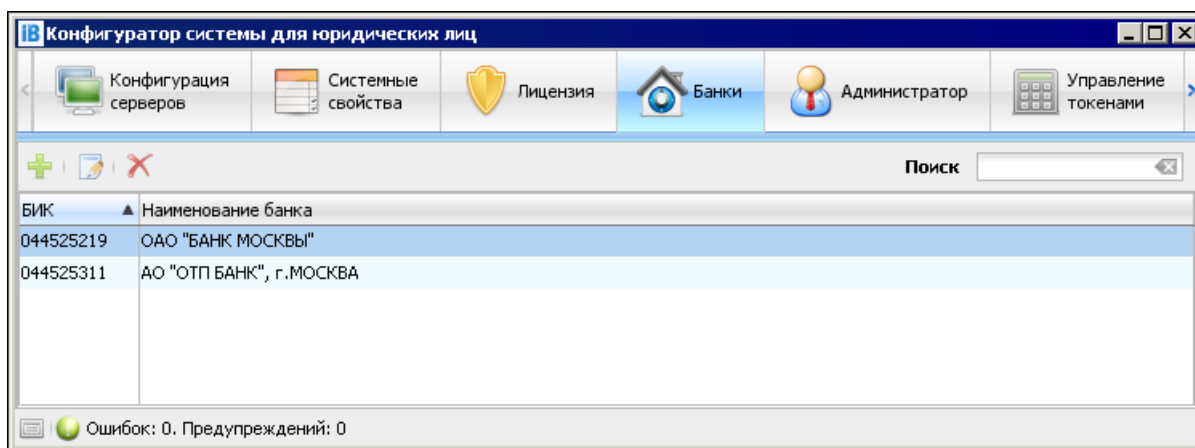 iB Конфигуратор системы для юридических лиц
Конфигурация серверов
Системные свойства
Лицензия
Банки
Администратор
Управление токенами
Поиск
БИК Наименование банка
044525219 ОАО "БАНК МОСКВЫ"
044525311 АО "ОТП БАНК", г.МОСКВА
Ошибок: 0. Предупреждений: 0